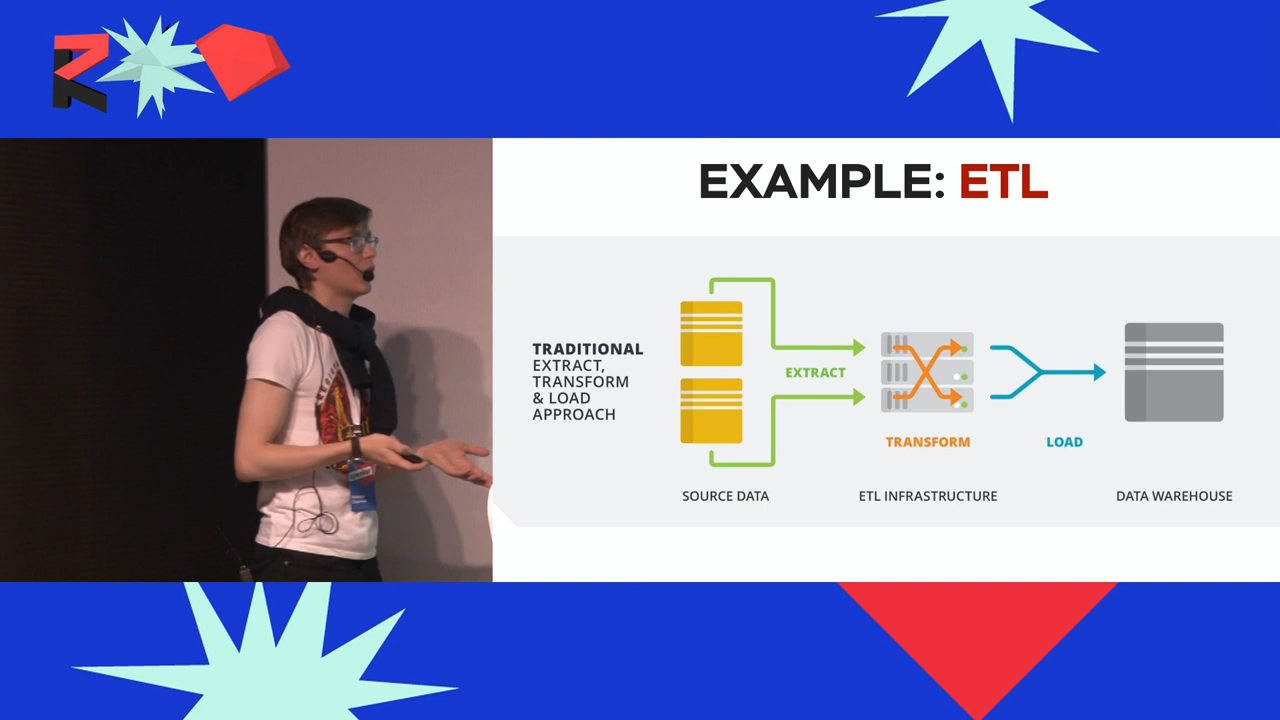 EXAMPLE: ETL
TRADITIONAL
EXTRACT,
TRANSFORM
& LOAD
APPROACH
EXTRACT
TRANSFORM
LOAD
SOURCE DATA
ETL INFRASTRUCTURE
DATA WAREHOUSE